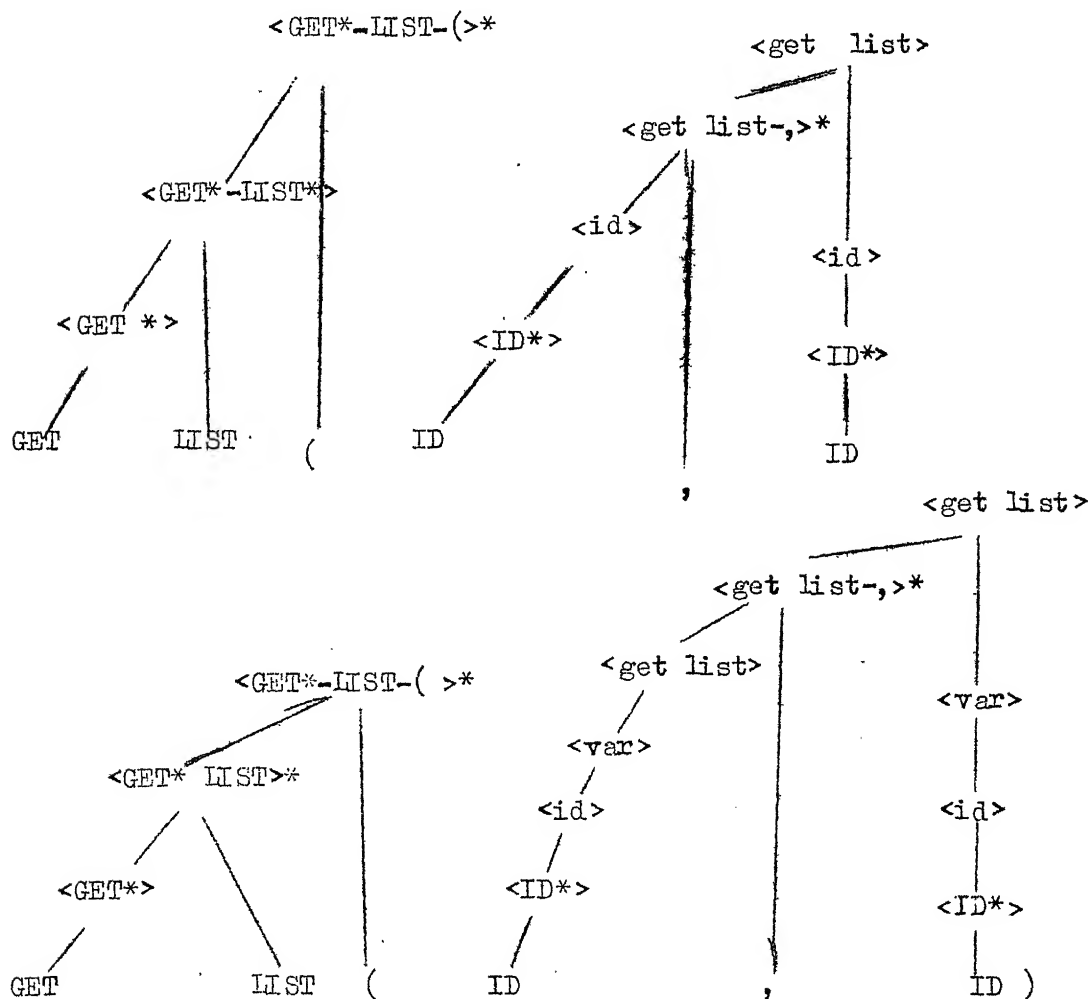 <GET*-LIST-(>*
<get list>
<get list-,>*
<GET*-LIST*>
<id>
<id>
<GET *>
<ID*>
<ID*>
GET LIST ( ID , ID
<get list>
<get list-,>*
<get list>
<GET*-LIST-( >*
<var>
<var>
<GET* LIST>*
<id>
<id>
<GET*>
<ID*>
<ID*>
GET LIST ( ID , ID )